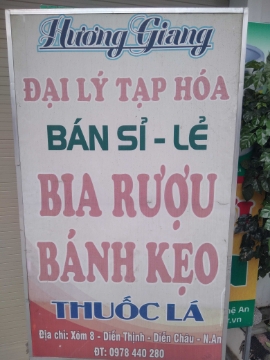 Hương Giang
ĐẠI LÝ TẠP HÓA
BÁN SỈ - LẺ
BIA RƯỢU
BÁNH KẸO
THUỐC LÁ
Địa chỉ: Xóm 8 - Diễn Thịnh - Diễn Châu - N.An
ĐT: 0978 440 280